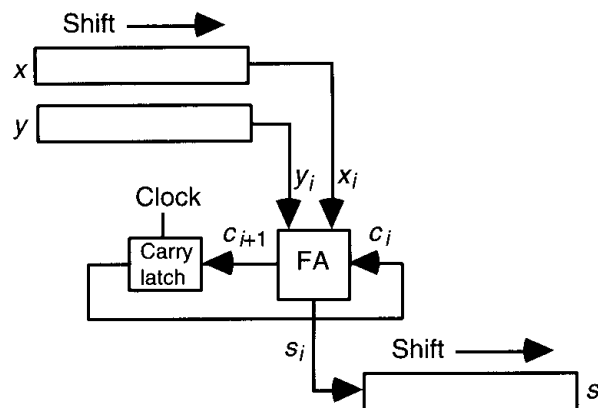 Shift
x
y
y_i
x_i
Clock
c_{i+1}
c_i
Carry
latch
FA
s_i
Shift
s